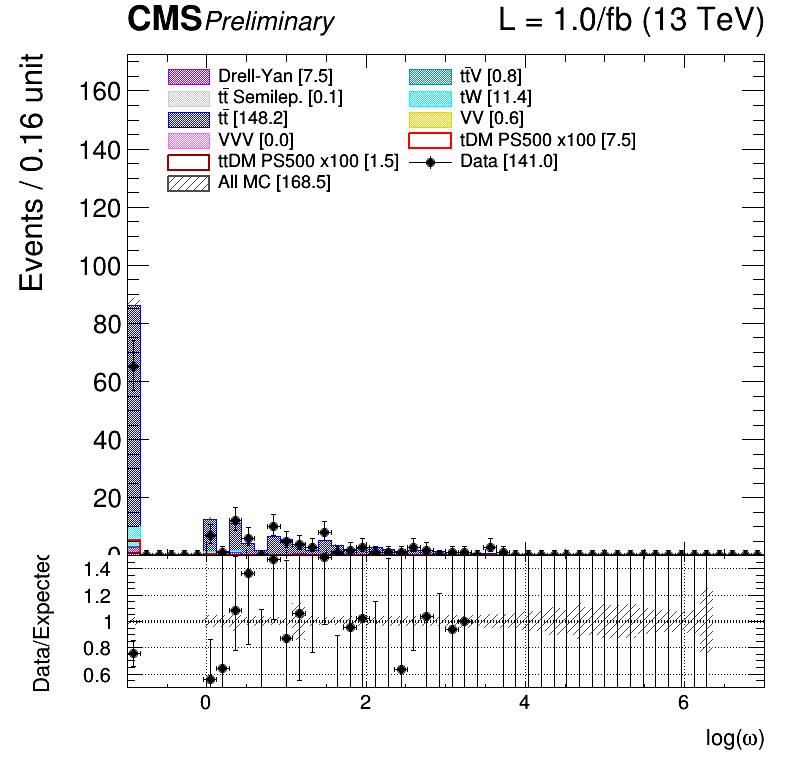 CMS Preliminary L = 1.0/fb (13 TeV)
Events / 0.16 unit
160
140
120
100
80
60
40
20
0
Drell-Yan [7.5]
tt̄ Semilep. [0.1]
tt̄ [148.2]
VVV [0.0]
ttDM PS500 x100 [1.5]
All MC [168.5]
tt̄V [0.8]
tW [11.4]
VV [0.6]
tDM PS500 x100 [7.5]
Data [141.0]
Data/Expected
1.4
1.2
1
0.8
0.6
0 2 4 6
log(ω)